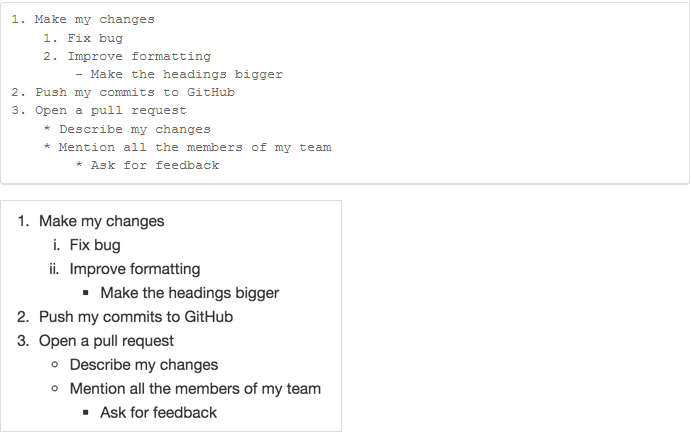 1. Make my changes
    1. Fix bug
    2. Improve formatting
        - Make the headings bigger
2. Push my commits to GitHub
3. Open a pull request
    * Describe my changes
    * Mention all the members of my team
        * Ask for feedback
1. Make my changes
    i. Fix bug
    ii. Improve formatting
        ▪ Make the headings bigger
2. Push my commits to GitHub
3. Open a pull request
    ○ Describe my changes
    ○ Mention all the members of my team
        ▪ Ask for feedback